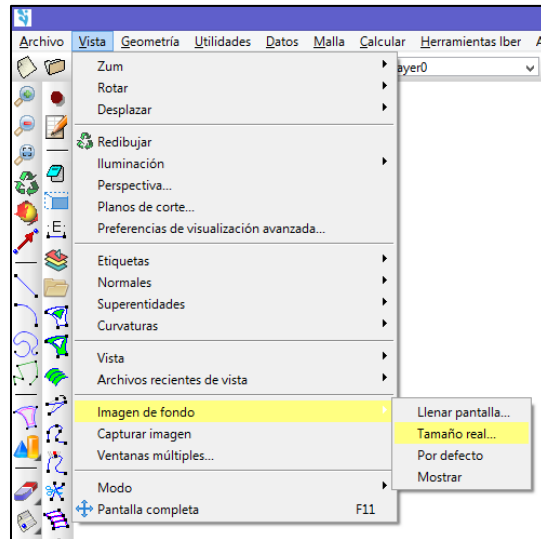 Archivo Vista Geometría Utilidades Datos Malla Calcular Herramientas Iber
Zum
Rotar
Desplazar
Redibujar
Iluminación
Perspectiva...
Planos de corte...
Preferencias de visualización avanzada...
Etiquetas
Normales
Superentidades
Curvaturas
Vista
Archivos recientes de vista
Imagen de fondo
Capturar imagen
Ventanas múltiples...
Modo
Pantalla completa F11
Llenar pantalla...
Tamaño real...
Por defecto
Mostrar
ayer0
:E: